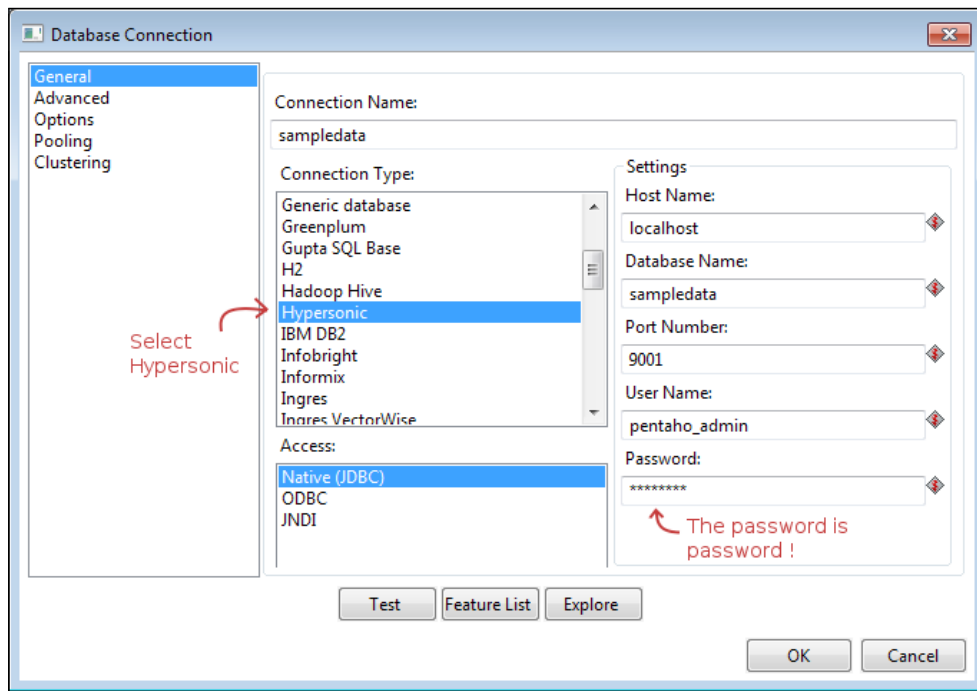 Database Connection
General
Advanced
Options
Pooling
Clustering
Connection Name:
sampledata
Connection Type:
Generic database
Greenplum
Gupta SQL Base
H2
Hadoop Hive
Hypersonic
IBM DB2
Infobright
Informix
Ingres
Ingres VectorWise
Select
Hypersonic
Access:
Native (JDBC)
ODBC
JNDI
Settings
Host Name:
localhost
Database Name:
sampledata
Port Number:
9001
User Name:
pentaho_admin
Password:
********
The password is
password !
Test
Feature List
Explore
OK
Cancel